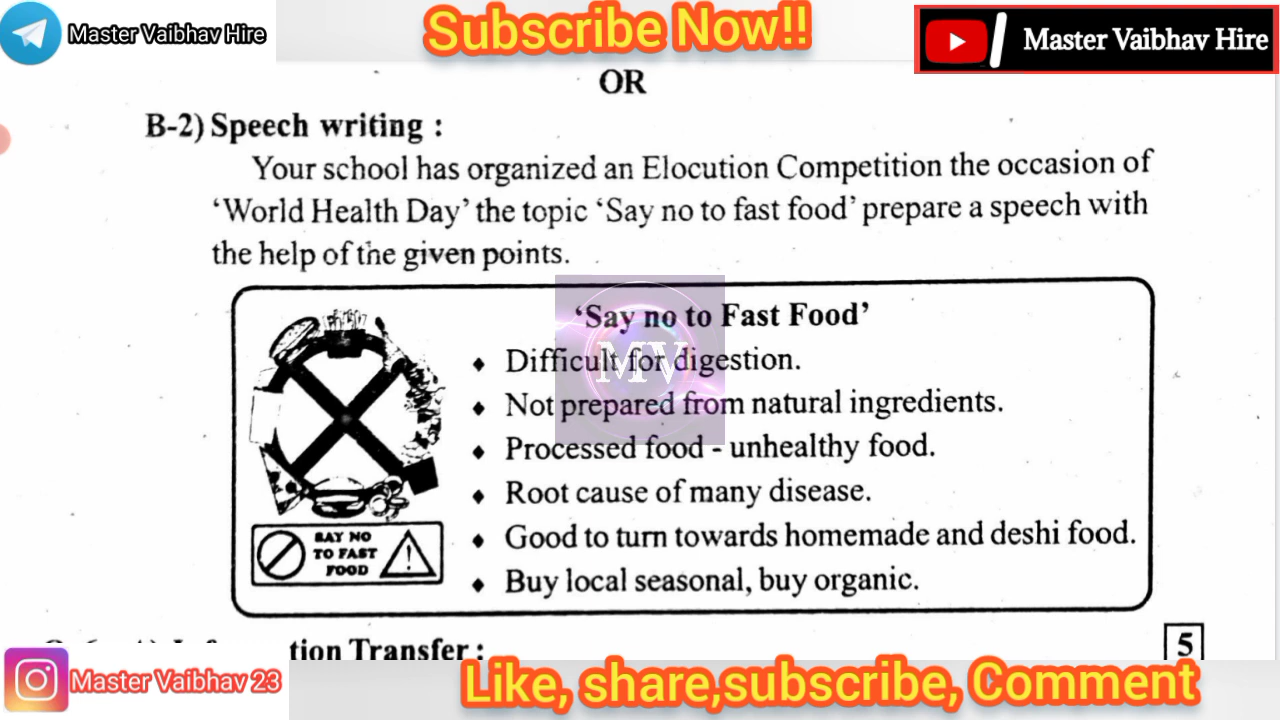 Master Vaibhav Hire
Subscribe Now!!
Master Vaibhav Hire
OR
B-2) Speech writing :
Your school has organized an Elocution Competition the occasion of
‘World Health Day’ the topic ‘Say no to fast food’ prepare a speech with
the help of the given points.
‘Say no to Fast Food’
♦ Difficult for digestion.
♦ Not prepared from natural ingredients.
♦ Processed food - unhealthy food.
♦ Root cause of many disease.
♦ Good to turn towards homemade and deshi food.
♦ Buy local seasonal, buy organic.
MV
SAY NO
TO FAST
FOOD
!
tion Transfer :
5
Master Vaibhav 23
Like, share,subscribe, Comment